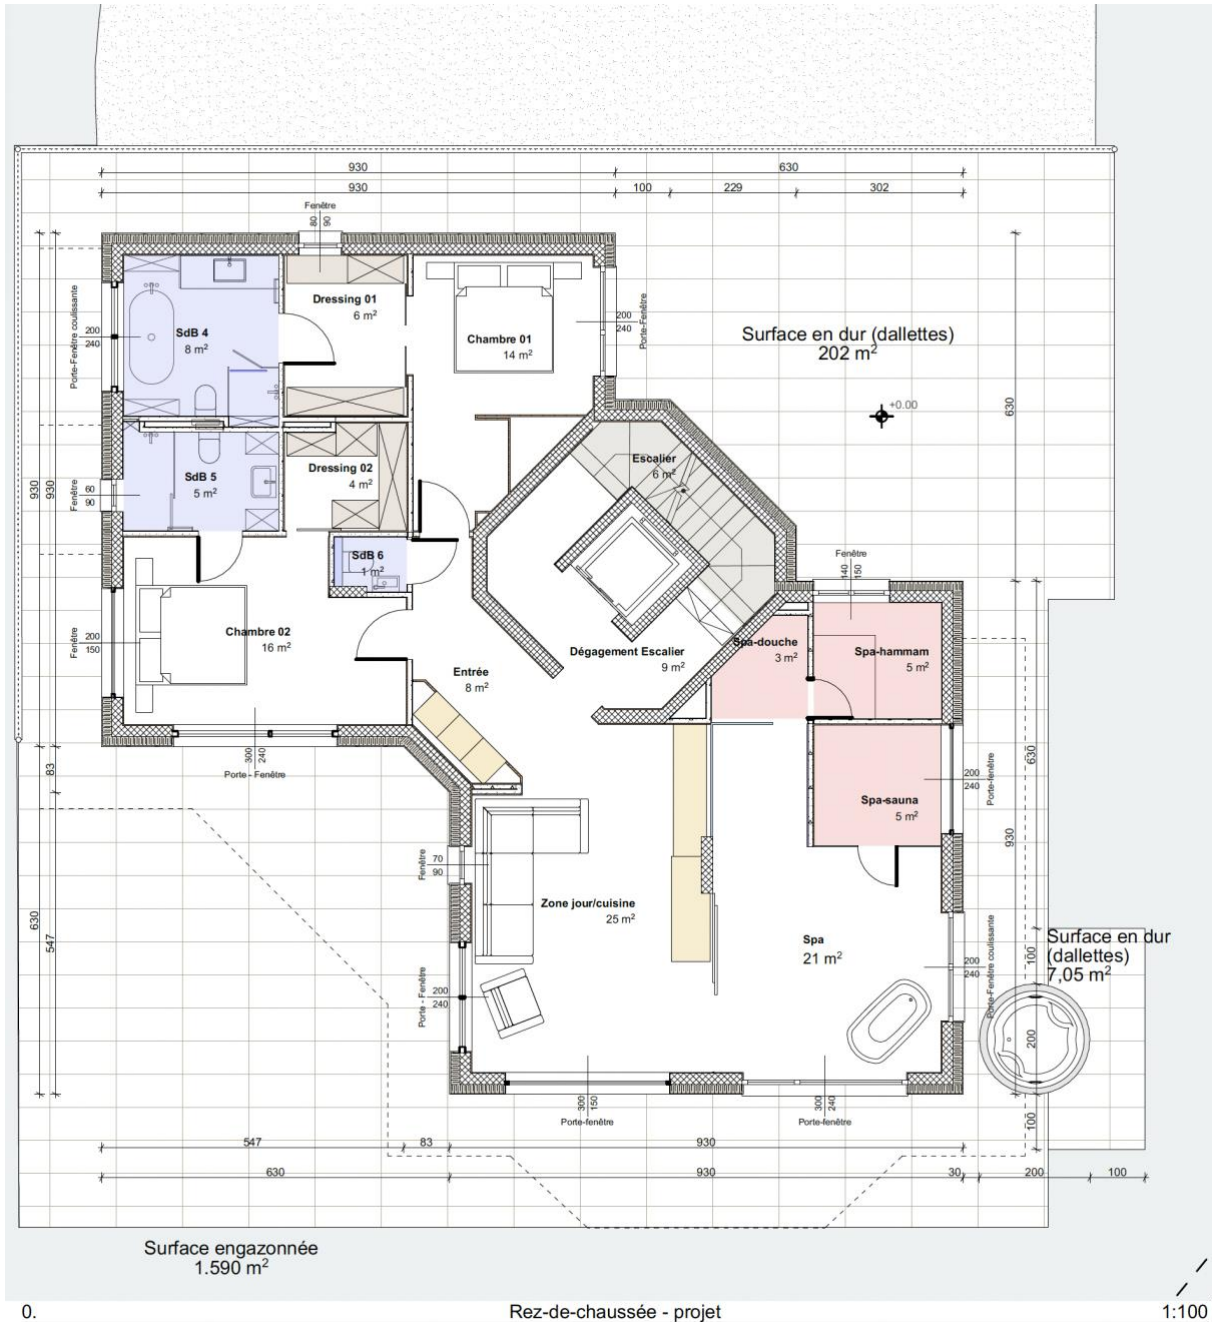 930
630
930
100
229
302
Fenêtre
80
90
SdB 4
8 m²
Dressing 01
6 m²
Chambre 01
14 m²
Porte-Fenêtre coulissante
200
240
200
240
Porte-Fenêtre
Surface en dur (dallettes)
202 m²
+0.00
630
930
930
Fenêtre
60
90
SdB 5
5 m²
Dressing 02
4 m²
Escalier
6 m²
SdB 6
1 m²
Fenêtre
140
150
Fenêtre
200
150
Chambre 02
16 m²
Entrée
8 m²
Dégagement Escalier
9 m²
Spa-douche
3 m²
Spa-hammam
5 m²
300
240
Porte - Fenêtre
83
Spa-sauna
5 m²
200
240
Porte-fenêtre
630
930
Fenêtre
70
90
Zone jour/cuisine
25 m²
Spa
21 m²
630
547
Porte - Fenêtre
200
240
200
240
Porte-Fenêtre coulissante
Surface en dur
(dallettes)
7,05 m²
100
200
100
300
150
Porte-fenêtre
300
240
Porte-fenêtre
547
83
930
630
930
30
200
100
Surface engazonnée
1.590 m²
0.
Rez-de-chaussée - projet
1:100